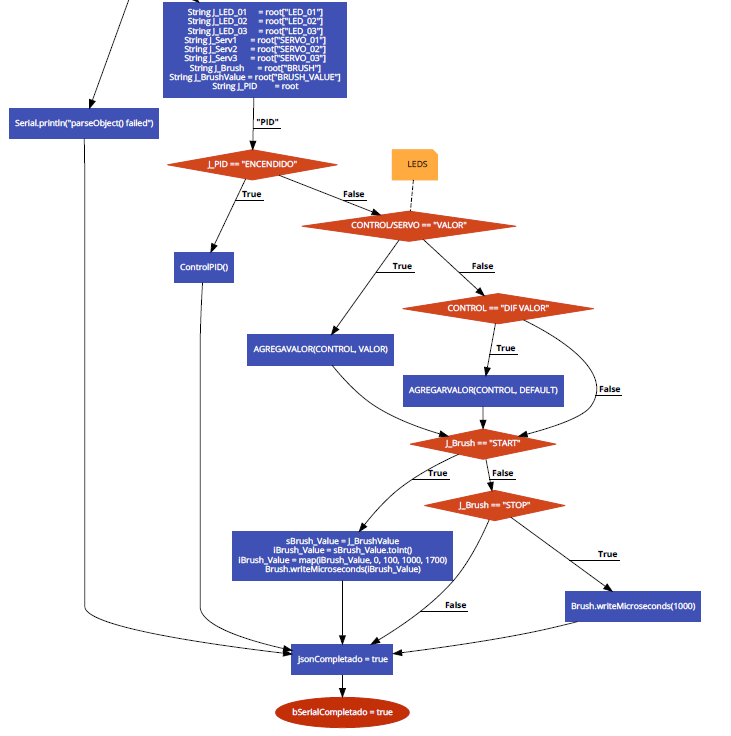 String J_LED_01 = root["LED_01"]
String J_LED_02 = root["LED_02"]
String J_LED_03 = root["LED_03"]
String J_Serv1 = root["SERVO_01"]
String J_Serv2 = root["SERVO_02"]
String J_Serv3 = root["SERVO_03"]
String J_Brush = root["BRUSH"]
String J_BrushValue = root["BRUSH_VALUE"]
String J_PID = root
Serial.println("parseObject() failed")
"PID"
J_PID == "ENCENDIDO"
LEDS
True
False
CONTROL/SERVO == "VALOR"
ControlPID()
True
False
CONTROL == "DIF VALOR"
AGREGAVALOR(CONTROL, VALOR)
True
False
AGREGARVALOR(CONTROL, DEFAULT)
J_Brush == "START"
True
False
J_Brush == "STOP"
sBrush_Value = J_BrushValue
iBrush_Value = sBrush_Value.toInt()
iBrush_Value = map(iBrush_Value, 0, 100, 1000, 1700)
Brush.writeMicroseconds(iBrush_Value)
True
False
Brush.writeMicroseconds(1000)
JsonCompletado = true
bSerialCompletado = true